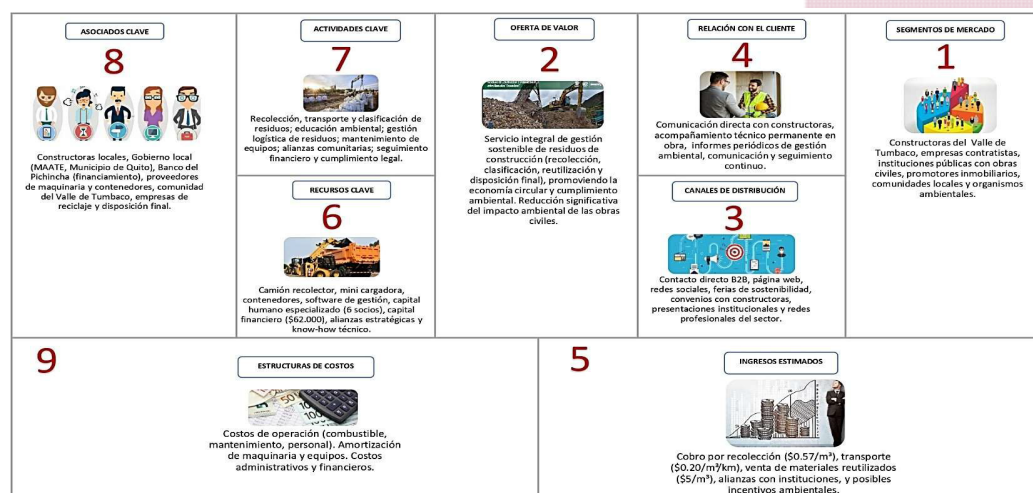 ASOCIADOS CLAVE
8
Constructoras locales, Gobierno local
(MAATE, Municipio de Quito), Banco del
Pichincha (financiamiento), proveedores
de maquinaria y contenedores, comunidad
del Valle de Tumbaco, empresas de
reciclaje y disposición final.
ACTIVIDADES CLAVE
7
Recolección, transporte y clasificación de
residuos; educación ambiental; gestión
logística de residuos; mantenimiento de
equipos; alianzas comunitarias; seguimiento
financiero y cumplimiento legal.
RECURSOS CLAVE
6
Camión recolector, mini cargadora,
contenedores, software de gestión, capital
humano especializado (6 socios), capital
financiero ($62.000), alianzas estratégicas y
know-how técnico.
OFERTA DE VALOR
2
Servicio integral de gestión
sostenible de residuos de
construcción (recolección,
clasificación, reutilización y
disposición final), promoviendo la
economía circular y cumplimiento
ambiental. Reducción significativa
del impacto ambiental de las obras
civiles.
RELACIÓN CON EL CLIENTE
4
Comunicación directa con constructoras,
acompañamiento técnico permanente en
obra, informes periódicos de gestión
ambiental, comunicación y seguimiento
continuo.
CANALES DE DISTRIBUCIÓN
3
Contacto directo B2B, página web,
redes sociales, ferias de sostenibilidad,
convenios con constructoras,
presentaciones institucionales y redes
profesionales del sector.
SEGMENTOS DE MERCADO
1
Constructoras del Valle de
Tumbaco, empresas contratistas,
instituciones públicas con obras
civiles, promotores inmobiliarios,
comunidades locales y organismos
ambientales.
9
ESTRUCTURAS DE COSTOS
50
100
Costos de operación (combustible,
mantenimiento, personal). Amortización
de maquinaria y equipos. Costos
administrativos y financieros.
5
INGRESOS ESTIMADOS
Cobro por recolección ($0.57/m³), transporte
($0.20/m³/km), venta de materiales reutilizados
($5/m³), alianzas con instituciones, y posibles
incentivos ambientales.